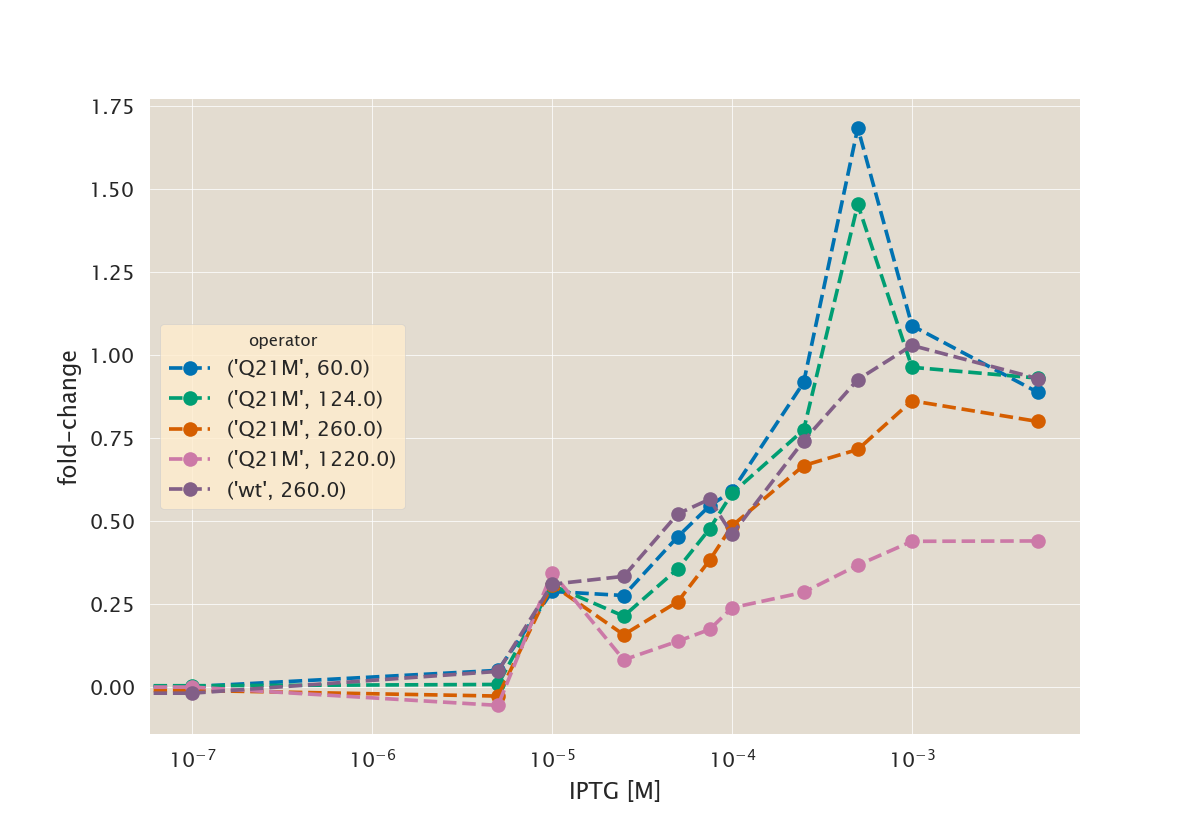 1.75
1.50
1.25
1.00
0.75
0.50
0.25
0.00
fold-change
operator
('Q21M', 60.0)
('Q21M', 124.0)
('Q21M', 260.0)
('Q21M', 1220.0)
('wt', 260.0)
10⁻⁷ 10⁻⁶ 10⁻⁵ 10⁻⁴ 10⁻³
IPTG [M]